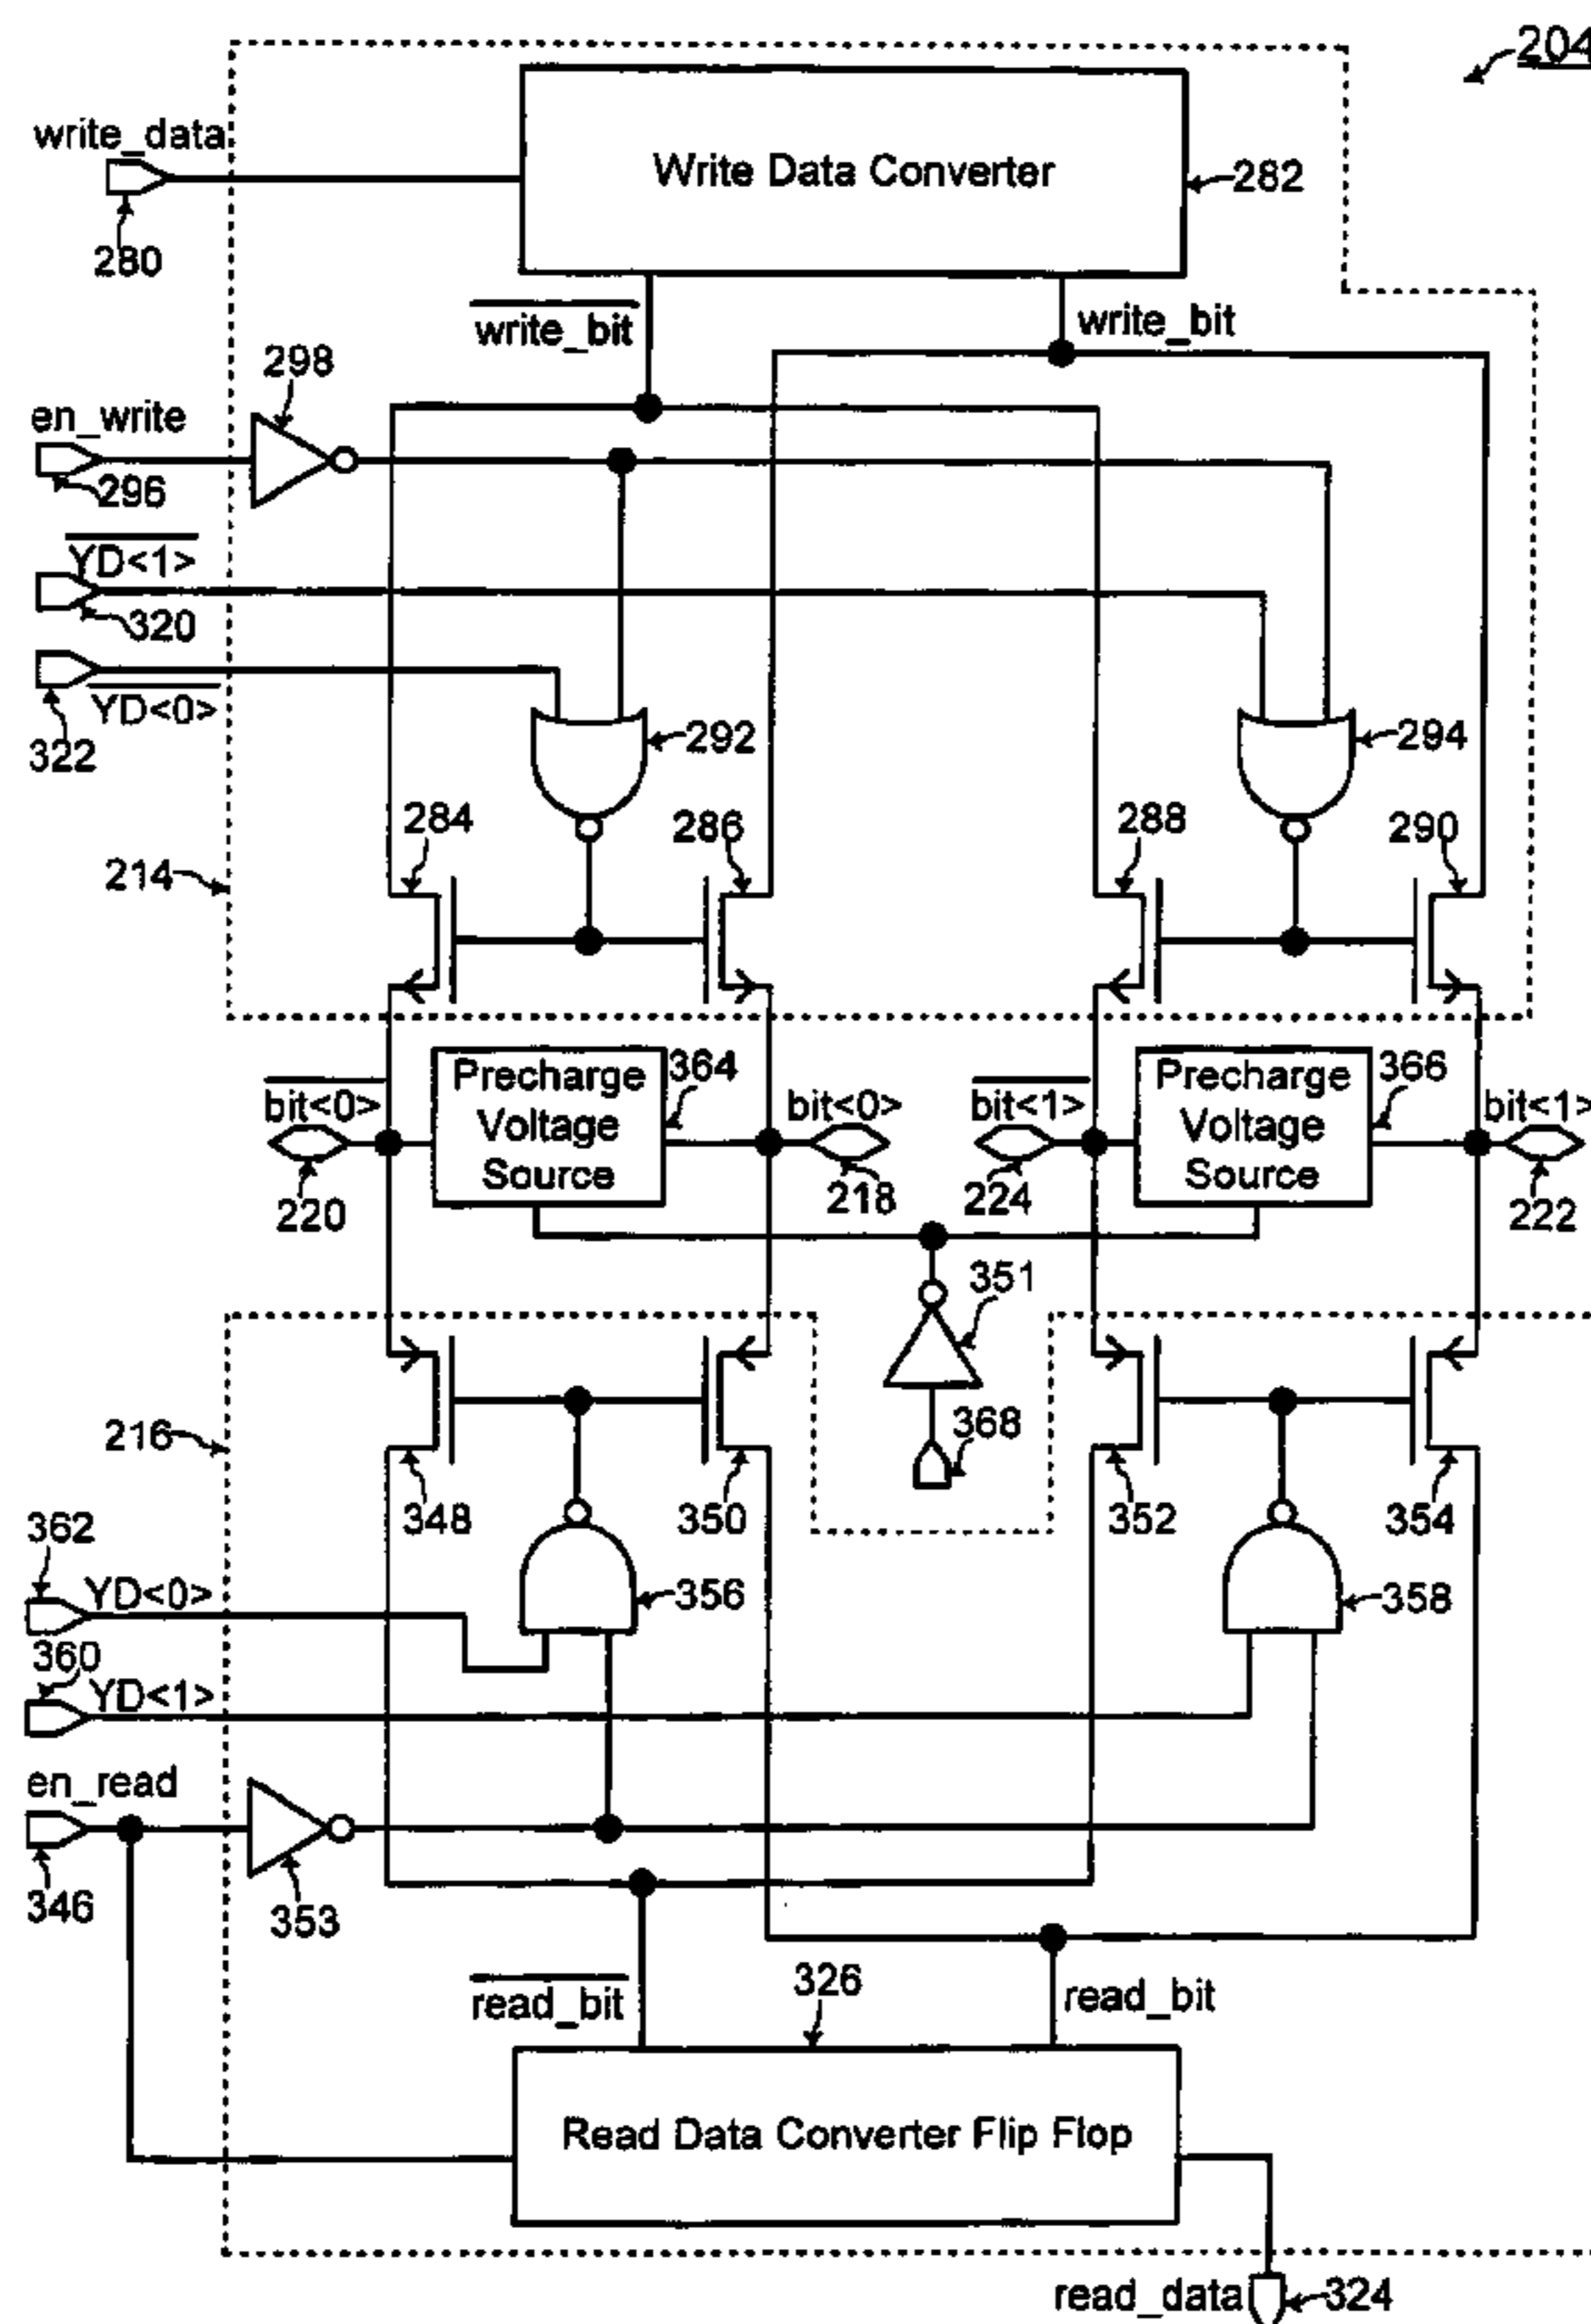 204
write_data
Write Data Converter
282
280
write_bit
write_bit
298
en_write
296
YD<1>
320
YD<0>
322
292
294
284
286
288
290
214
Precharge
Voltage
Source
364
Precharge
Voltage
Source
366
bit<0>
bit<0>
bit<1>
bit<1>
220
218
224
222
351
216
368
348
350
352
354
362
YD<0>
356
358
360
YD<1>
en_read
346
353
326
read_bit
read_bit
Read Data Converter Flip Flop
read_data
324